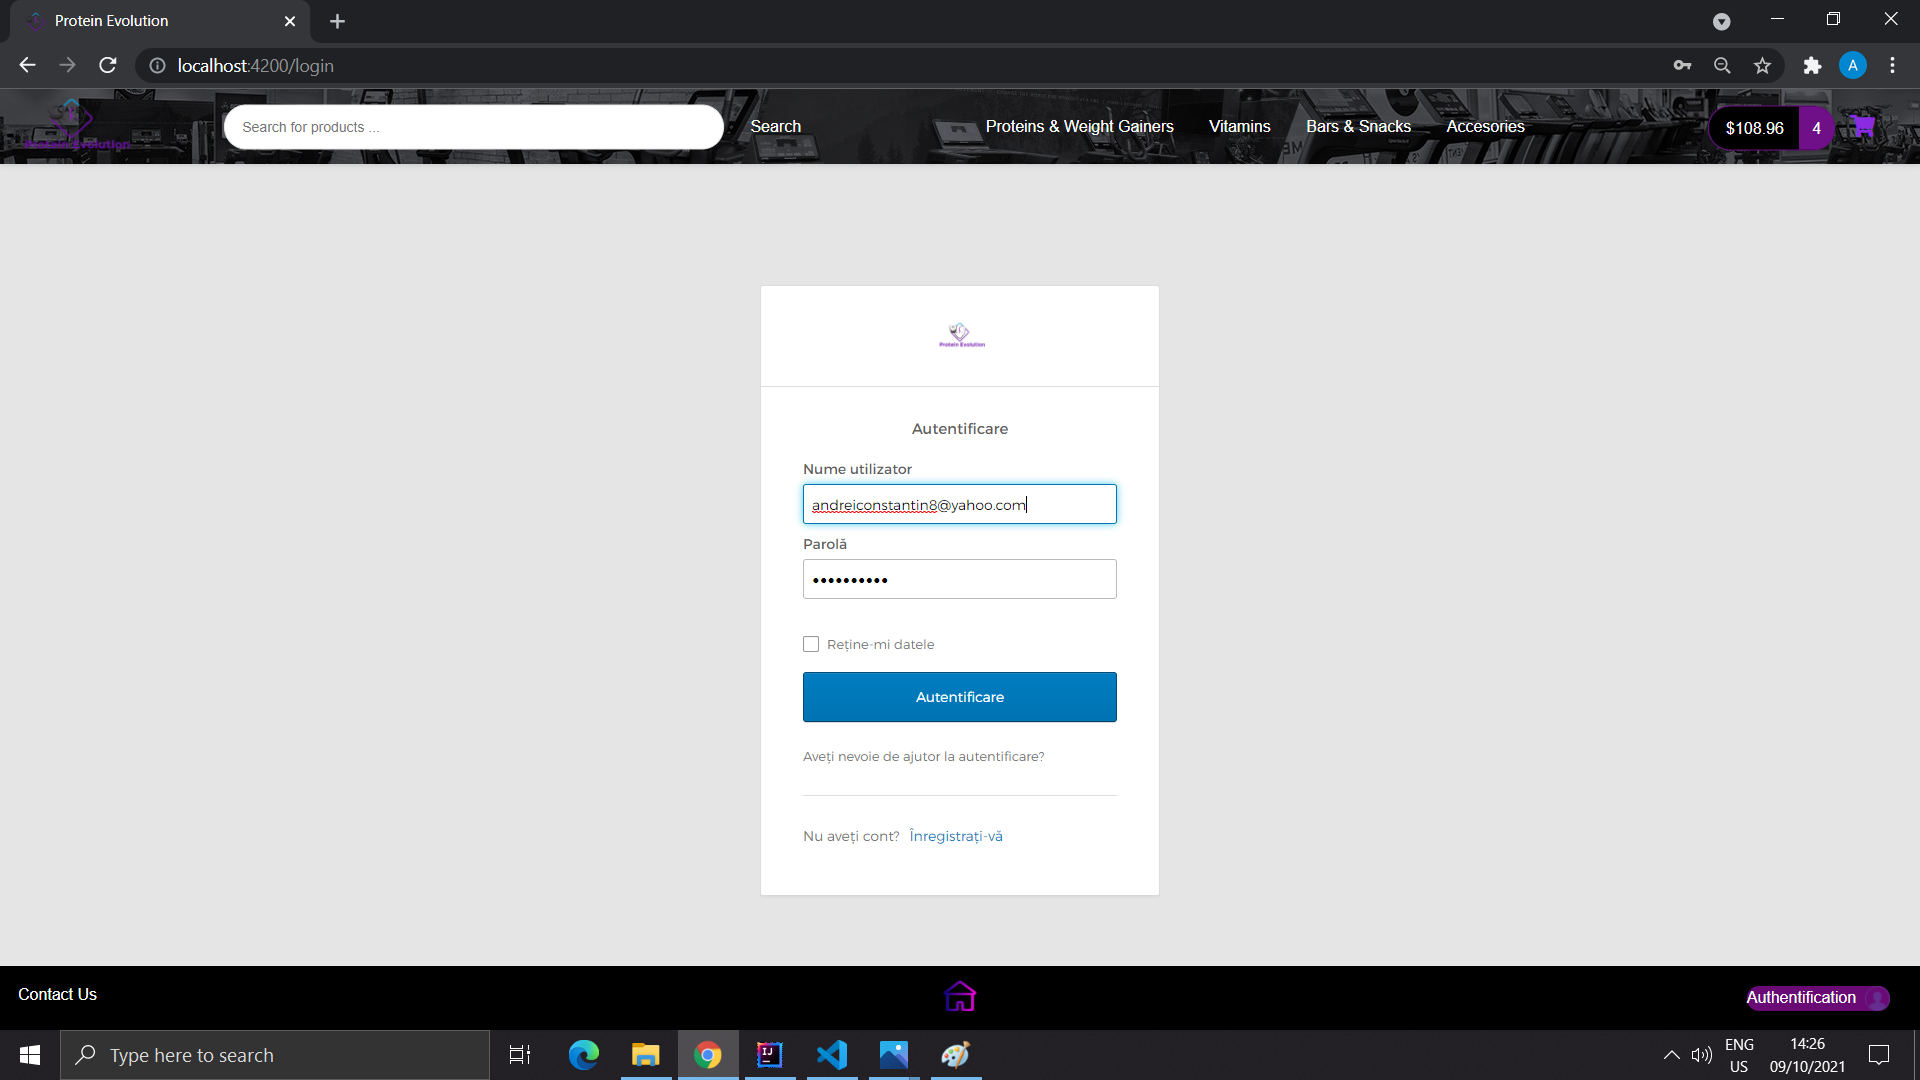 Protein Evolution
localhost:4200/login
A
Protein Evolution
Search for products ...
Search
Proteins & Weight Gainers
Vitamins
Bars & Snacks
Accesories
$108.96
4
Protein Evolution
Autentificare
Nume utilizator
andreiconstantin8@yahoo.com
Parolă
Reține-mi datele
Autentificare
Aveți nevoie de ajutor la autentificare?
Nu aveți cont? Înregistrați-vă
Contact Us
Authentification
Type here to search
IJ
ENG
US
14:26
09/10/2021